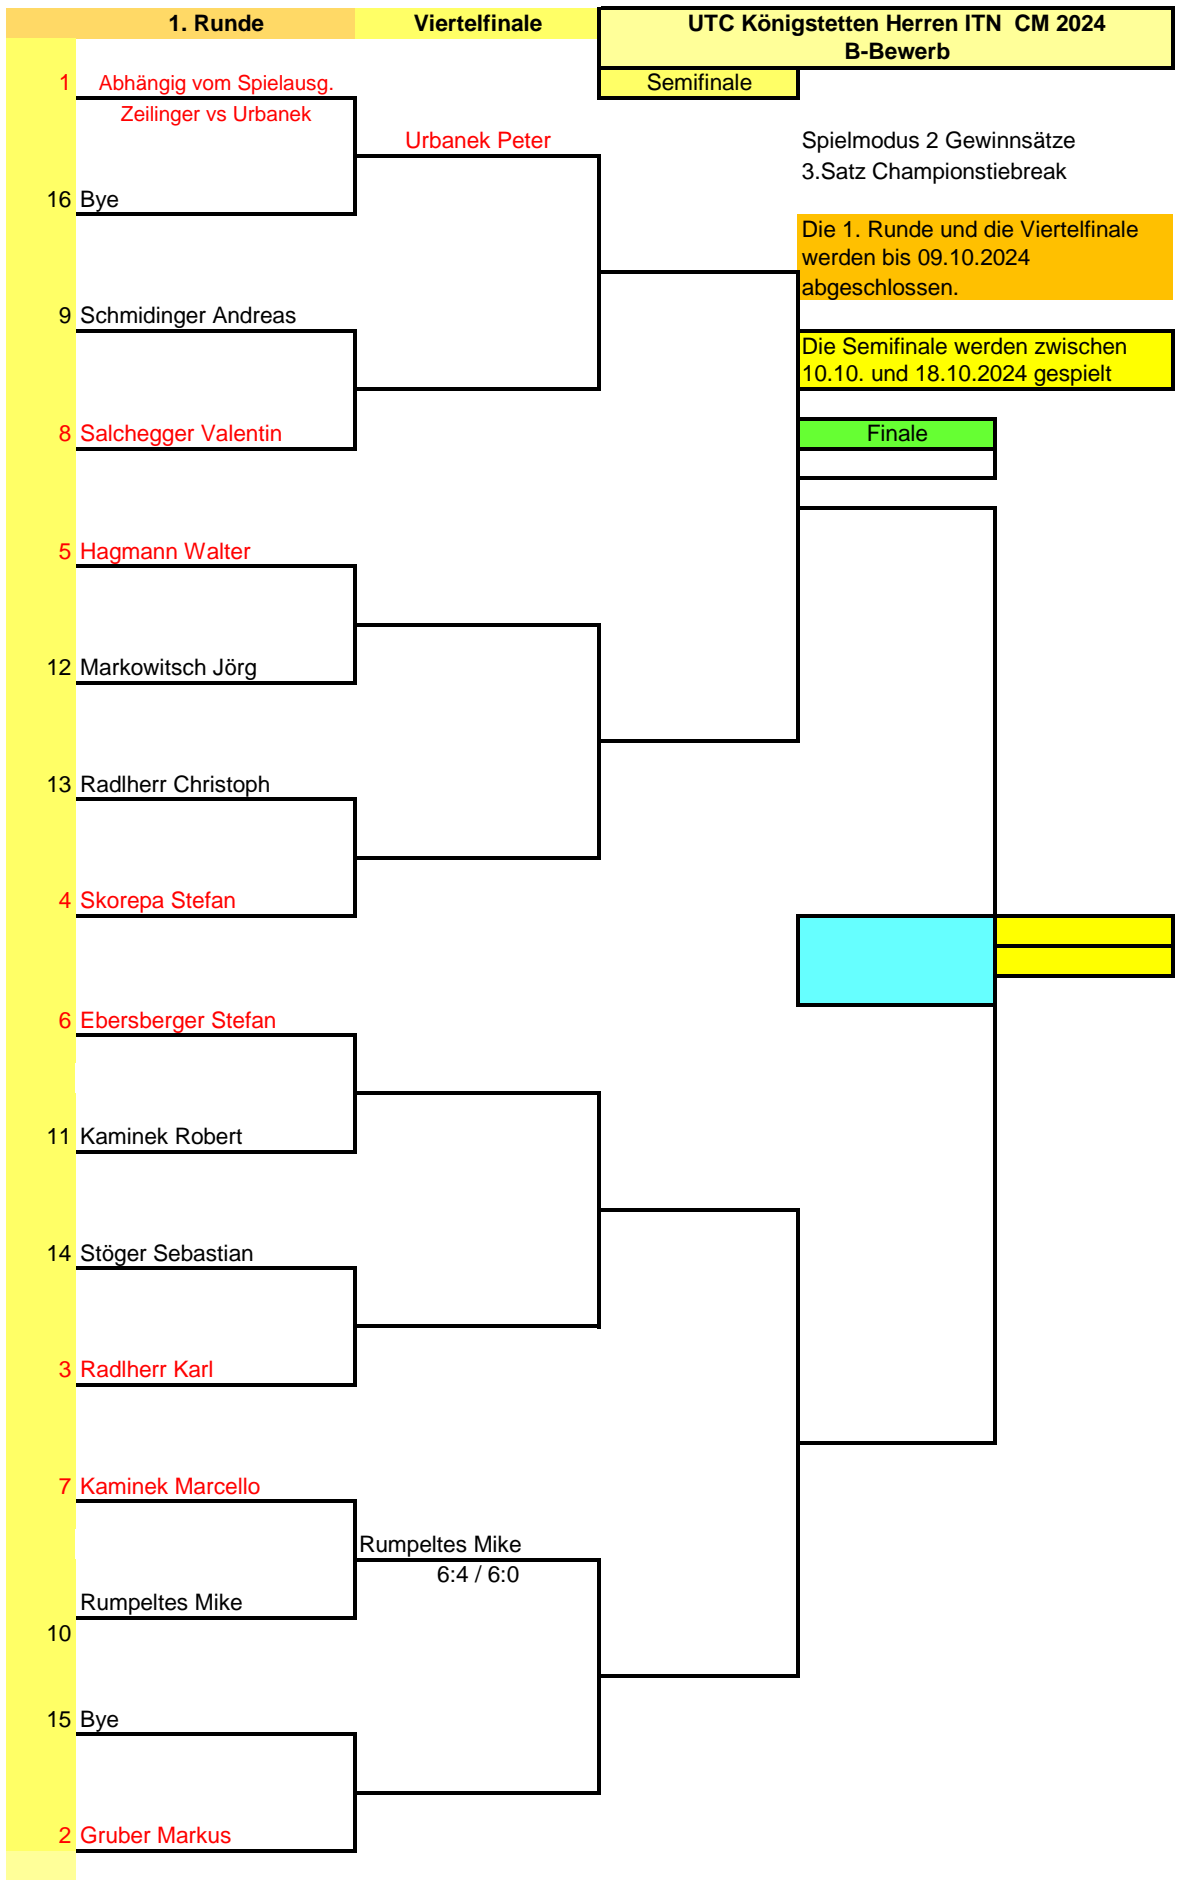 1. Runde
Viertelfinale
UTC Königstetten Herren ITN  CM 2024
B-Bewerb
Semifinale
1 Abhängig vom Spielausg.
Zeilinger vs Urbanek
Urbanek Peter
Spielmodus 2 Gewinnsätze
3.Satz Championstiebreak
16 Bye
Die 1. Runde und die Viertelfinale
werden bis 09.10.2024
abgeschlossen.
9 Schmidinger Andreas
Die Semifinale werden zwischen
10.10. und 18.10.2024 gespielt
8 Salchegger Valentin
Finale
5 Hagmann Walter
12 Markowitsch Jörg
13 Radlherr Christoph
4 Skorepa Stefan
6 Ebersberger Stefan
11 Kaminek Robert
14 Stöger Sebastian
3 Radlherr Karl
7 Kaminek Marcello
Rumpeltes Mike
6:4 / 6:0
Rumpeltes Mike
10
15 Bye
2 Gruber Markus